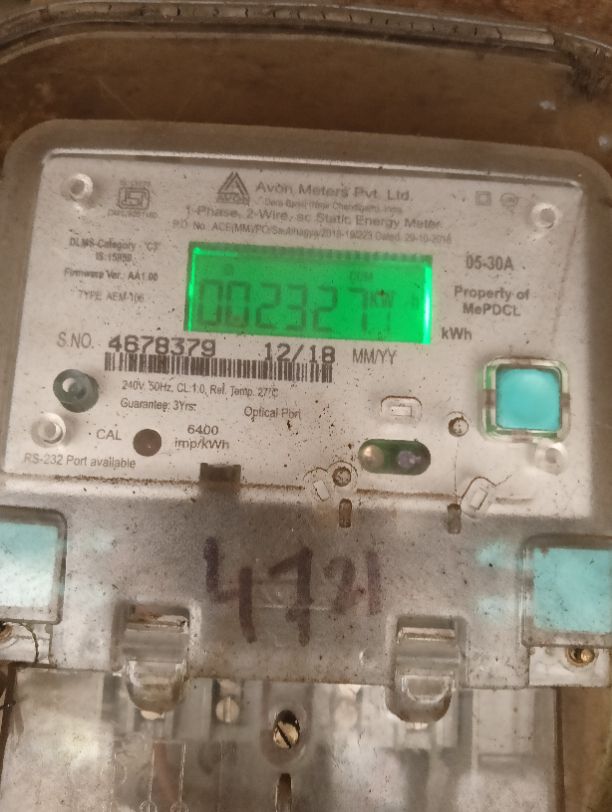 Avon Meters Pvt. Ltd.
AVON
1-Phase, 2-Wire, ac Static Energy Meter
DLMS-Category : "C3"
IS:15959
Firmware Ver. AA1.00
TYPE AEM-106
05-30A
Property of
MePDCL
CUM
kWh
S.NO. 4678379 12/18 MM/YY
240V, 50Hz, CL:1.0, Ref. Temp. 27°C
Guarantee: 3Yrs.
Optical Port
CAL
6400
imp/kWh
RS-232 Port available
4721